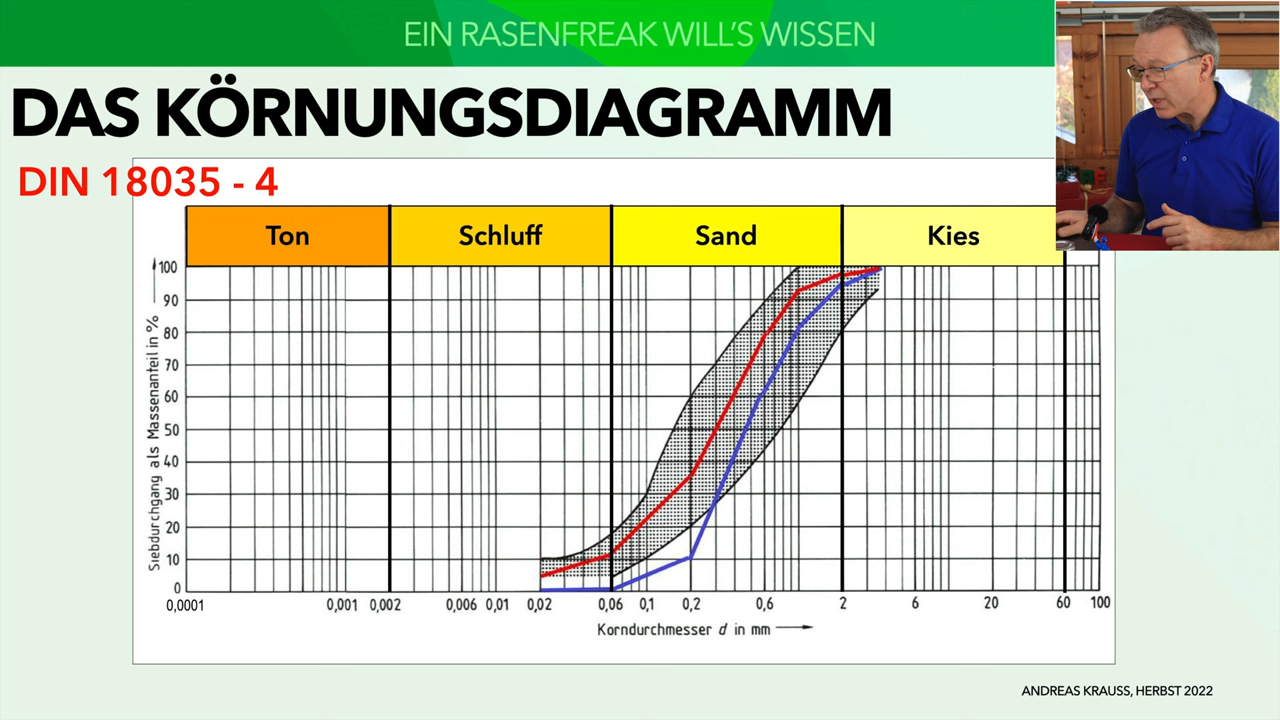 EIN RASENFREAK WILL'S WISSEN
DAS KÖRNUNGSDIAGRAMM
DIN 18035 - 4
Ton Schluff Sand Kies
Siebdurchgang als Massenanteil in %
100
90
80
70
60
50
40
30
20
10
0
0,0001 0,001 0,002 0,006 0,01 0,02 0,06 0,1 0,2 0,6 2 6 20 60 100
Korndurchmesser d in mm
ANDREAS KRAUSS, HERBST 2022